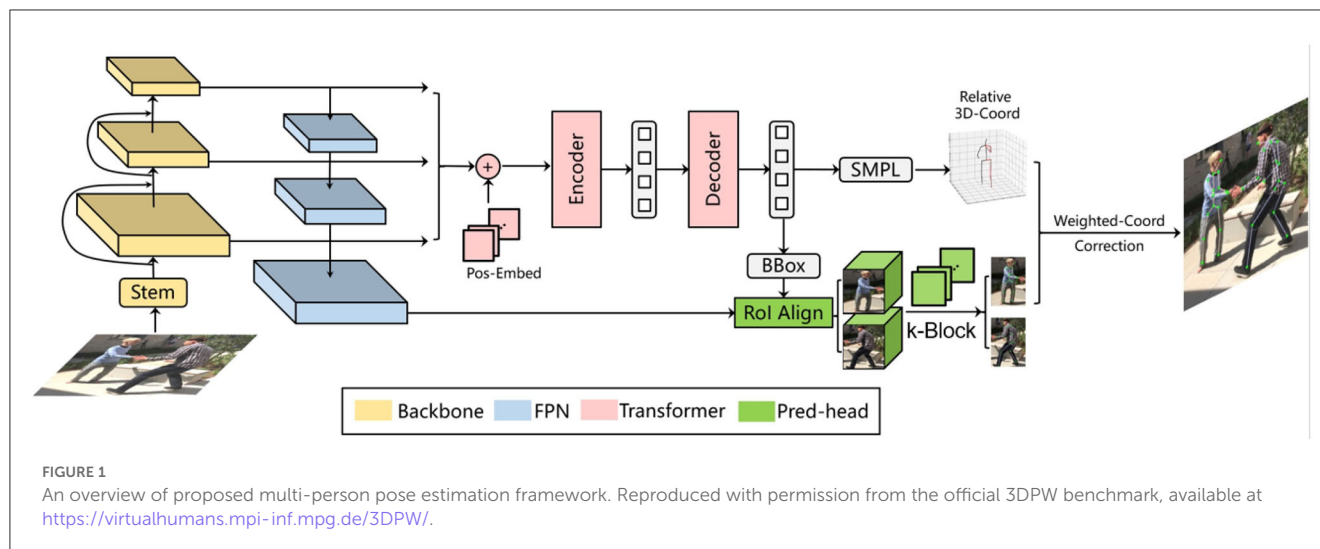 Relative
3D-Coord
Encoder
Decoder
SMPL
Weighted-Coord
Correction
Pos-Embed
BBox
Stem
RoI Align
k-Block
Backbone
FPN
Transformer
Pred-head
FIGURE 1
An overview of proposed multi-person pose estimation framework. Reproduced with permission from the official 3DPW benchmark, available at
https://virtualhumans.mpi-inf.mpg.de/3DPW/.